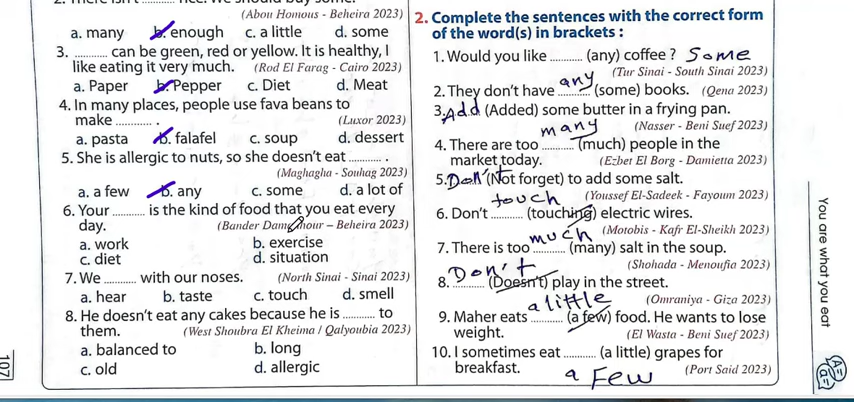 (Abou Homous - Beheira 2023)
a. many b. enough c. a little d. some
3. ............ can be green, red or yellow. It is healthy, I
like eating it very much. (Rod El Farag - Cairo 2023)
a. Paper b. Pepper c. Diet d. Meat
4. In many places, people use fava beans to
make ............ . (Luxor 2023)
a. pasta b. falafel c. soup d. dessert
5. She is allergic to nuts, so she doesn't eat ............ .
(Maghagha - Souhag 2023)
a. a few b. any c. some d. a lot of
6. Your ............ is the kind of food that you eat every
day. (Bander Damanhour – Beheira 2023)
a. work b. exercise
c. diet d. situation
7. We ............ with our noses. (North Sinai - Sinai 2023)
a. hear b. taste c. touch d. smell
8. He doesn't eat any cakes because he is ............ to
them. (West Shoubra El Kheima / Qalyoubia 2023)
a. balanced to b. long
c. old d. allergic
2. Complete the sentences with the correct form
of the word(s) in brackets :
1. Would you like ............ (any) coffee ? Some
(Tur Sinai - South Sinai 2023)
any
2. They don't have ............ (some) books. (Qena 2023)
3. Add (Added) some butter in a frying pan.
many (Nasser - Beni Suef 2023)
4. There are too ............ (much) people in the
market today. (Ezbet El Borg - Damietta 2023)
5. Don't (Not forget) to add some salt.
touch (Youssef El-Sadeek - Fayoum 2023)
6. Don't ............ (touching) electric wires.
much (Motobis - Kafr El-Sheikh 2023)
7. There is too ............ (many) salt in the soup.
Don't (Shohada - Menoufia 2023)
8. ............ (Doesn't) play in the street.
a little (Omraniya - Giza 2023)
9. Maher eats ............ (a few) food. He wants to lose
weight. (El Wasta - Beni Suef 2023)
10. I sometimes eat ............ (a little) grapes for
breakfast. (Port Said 2023)
a Few
You are what you eat
107